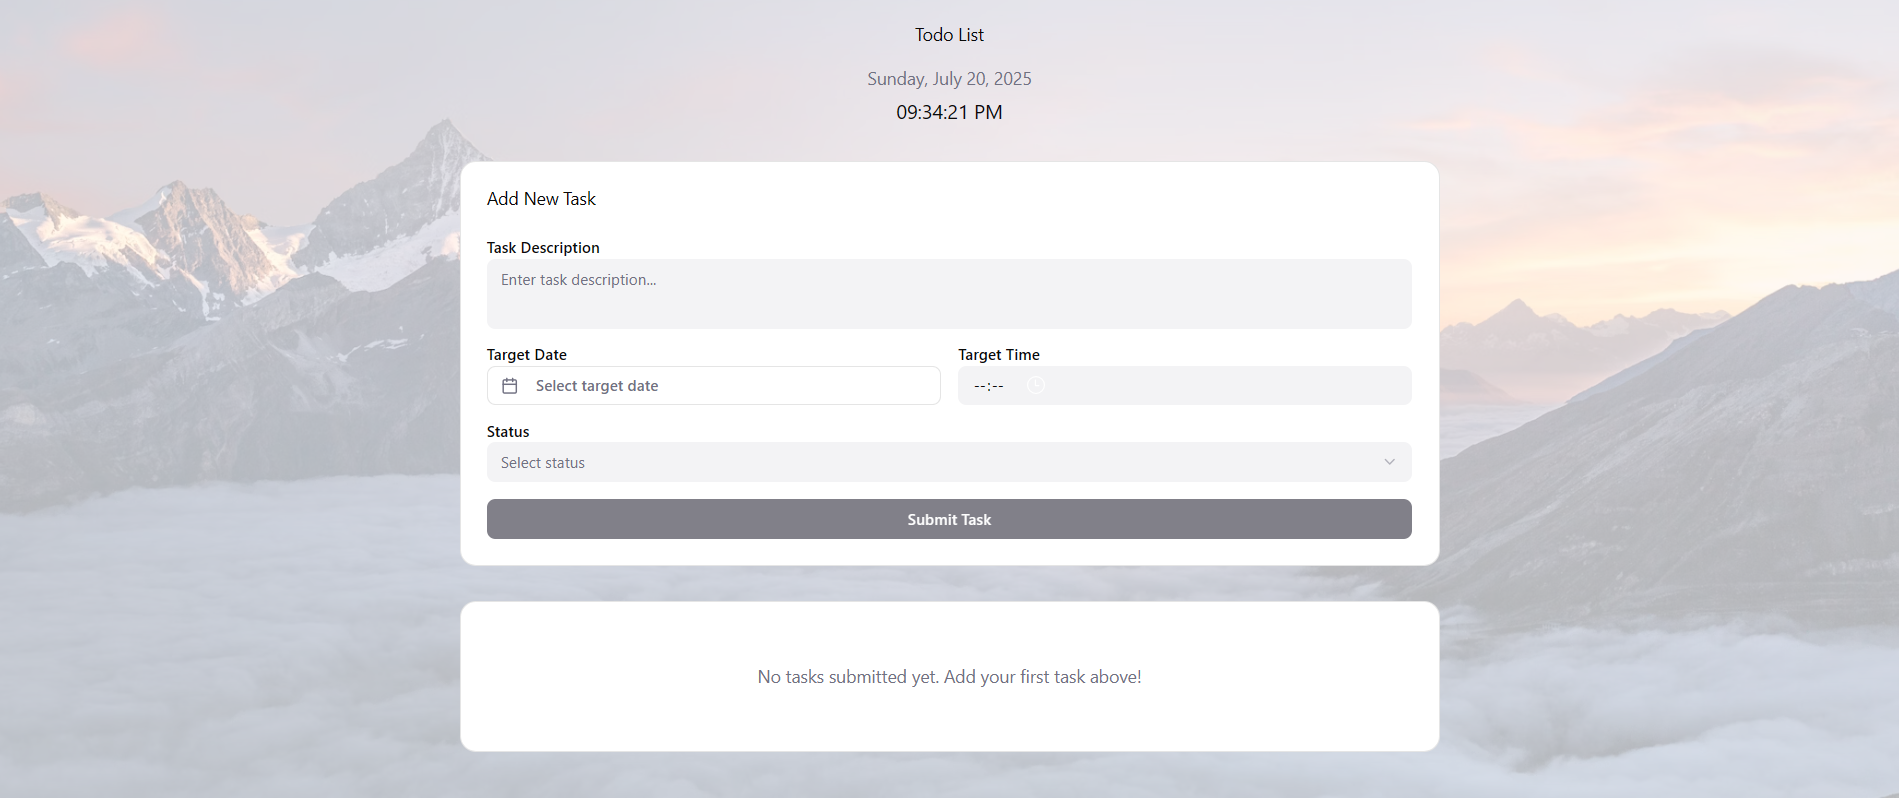 Todo List
Sunday, July 20, 2025
09:34:21 PM
Add New Task
Task Description
Enter task description...
Target Date
Target Time
Select target date
--:--
Status
Select status
Submit Task
No tasks submitted yet. Add your first task above!